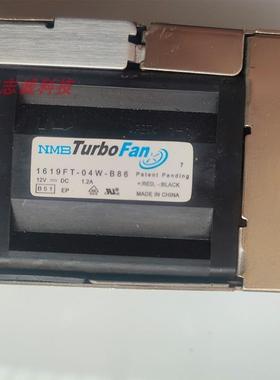 志诚科技
NMB TurboFan
7
1619FT-04W-B86
Patent Pending
12V ⎓ DC 1.2A
+:RED, -:BLACK
B51 EP
MADE IN CHINA